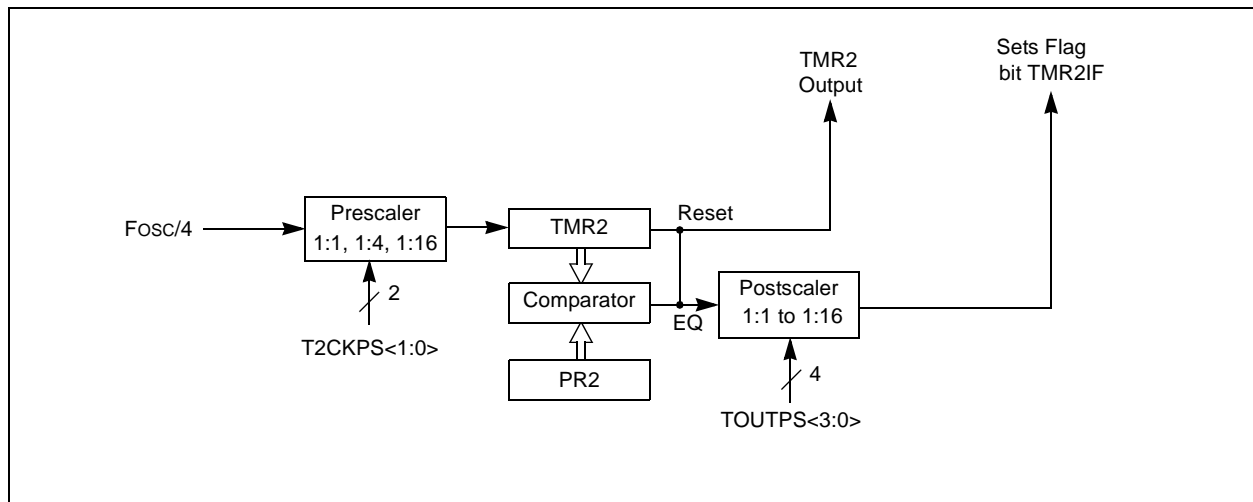 TMR2
Output
Sets Flag
bit TMR2IF
FOSC/4
Prescaler
1:1, 1:4, 1:16
2
T2CKPS<1:0>
TMR2
Reset
Comparator
EQ
PR2
Postscaler
1:1 to 1:16
4
TOUTPS<3:0>